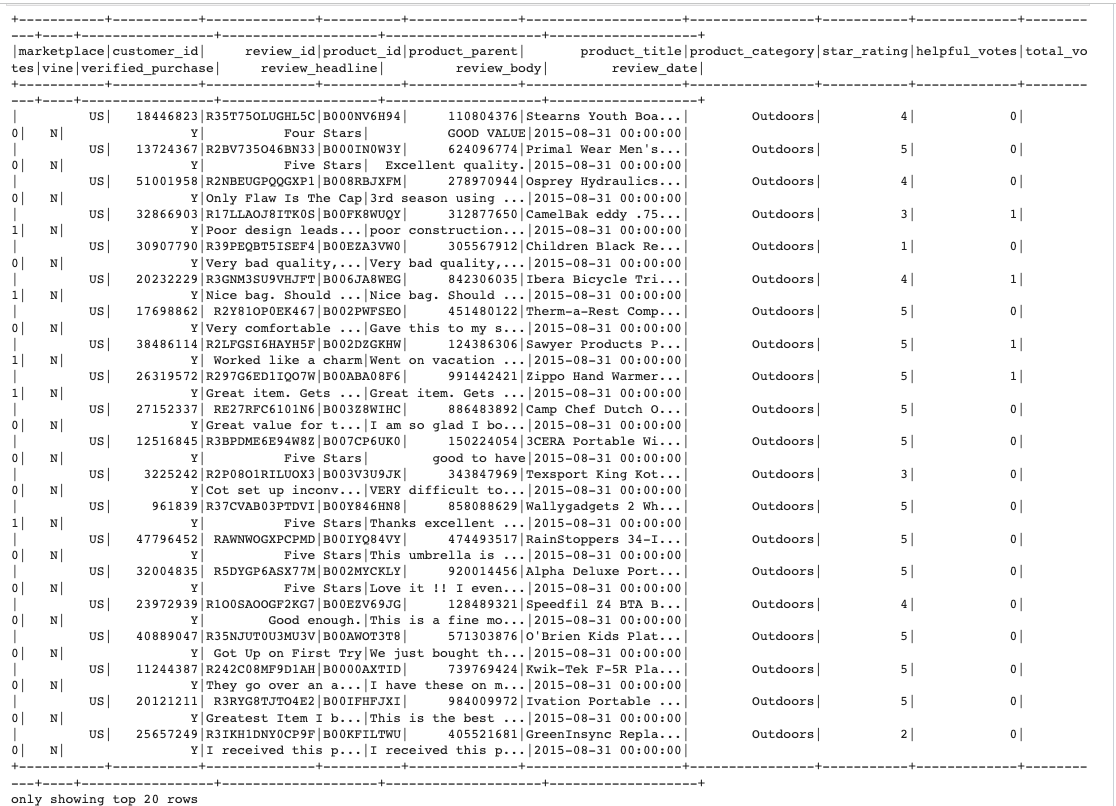 +-----------+-----------+--------------+----------+--------------+--------------------+----------------+-----------+-------------+--------
---+----+-----------------+--------------------+--------------------+-------------------+
|marketplace|customer_id|     review_id|product_id|product_parent|       product_title|product_category|star_rating|helpful_votes|total_vo
tes|vine|verified_purchase|     review_headline|         review_body|        review_date|
+-----------+-----------+--------------+----------+--------------+--------------------+----------------+-----------+-------------+--------
---+----+-----------------+--------------------+--------------------+-------------------+
|         US|   18446823|R35T75OLUGHL5C|B000NV6H94|     110804376|Stearns Youth Boa...|        Outdoors|          4|            0|
0|   N|                Y|          Four Stars|          GOOD VALUE|2015-08-31 00:00:00|
|         US|   13724367|R2BV735O46BN33|B000IN0W3Y|     624096774|Primal Wear Men's...|        Outdoors|          5|            0|
0|   N|                Y|          Five Stars|  Excellent quality.|2015-08-31 00:00:00|
|         US|   51001958|R2NBEUGPQQGXP1|B008RBJXFM|     278970944|Osprey Hydraulics...|        Outdoors|          4|            0|
0|   N|                Y|Only Flaw Is The Cap|3rd season using ...|2015-08-31 00:00:00|
|         US|   32866903|R17LLAOJ8ITK0S|B00FK8WUQY|     312877650|CamelBak eddy .75...|        Outdoors|          3|            1|
1|   N|                Y|Poor design leads...|poor construction...|2015-08-31 00:00:00|
|         US|   30907790|R39PEQBT5ISEF4|B00EZA3VW0|     305567912|Children Black Re...|        Outdoors|          1|            0|
0|   N|                Y|Very bad quality,...|Very bad quality,...|2015-08-31 00:00:00|
|         US|   20232229|R3GNM3SU9VHJFT|B006JA8WEG|     842306035|Ibera Bicycle Tri...|        Outdoors|          4|            1|
1|   N|                Y|Nice bag. Should ...|Nice bag. Should ...|2015-08-31 00:00:00|
|         US|   17698862| R2Y81OP0EK467|B002PWFSEO|     451480122|Therm-a-Rest Comp...|        Outdoors|          5|            0|
0|   N|                Y|Very comfortable ...|Gave this to my s...|2015-08-31 00:00:00|
|         US|   38486114|R2LFGSI6HAYH5F|B002DZGKHW|     124386306|Sawyer Products P...|        Outdoors|          5|            1|
1|   N|                Y| Worked like a charm|Went on vacation ...|2015-08-31 00:00:00|
|         US|   26319572|R297G6ED1IQO7W|B00ABA08F6|     991442421|Zippo Hand Warmer...|        Outdoors|          5|            1|
1|   N|                Y|Great item. Gets ...|Great item. Gets ...|2015-08-31 00:00:00|
|         US|   27152337| RE27RFC6101N6|B003Z8WIHC|     886483892|Camp Chef Dutch O...|        Outdoors|          5|            0|
0|   N|                Y|Great value for t...|I am so glad I bo...|2015-08-31 00:00:00|
|         US|   12516845|R3BPDME6E94W8Z|B007CP6UK0|     150224054|3CERA Portable Wi...|        Outdoors|          5|            0|
0|   N|                Y|          Five Stars|        good to have|2015-08-31 00:00:00|
|         US|    3225242|R2P08O1RILUOX3|B003V3U9JK|     343847969|Texsport King Kot...|        Outdoors|          3|            0|
0|   N|                Y|Cot set up inconv...|VERY difficult to...|2015-08-31 00:00:00|
|         US|     961839|R37CVAB03PTDVI|B00Y846HN8|     858088629|Wallygadgets 2 Wh...|        Outdoors|          5|            0|
1|   N|                Y|          Five Stars|Thanks excellent ...|2015-08-31 00:00:00|
|         US|   47796452| RAWNWOGXPCPMD|B00IYQ84VY|     474493517|RainStoppers 34-I...|        Outdoors|          5|            0|
0|   N|                Y|          Five Stars|This umbrella is ...|2015-08-31 00:00:00|
|         US|   32004835| R5DYGP6ASX77M|B002MYCKLY|     920014456|Alpha Deluxe Port...|        Outdoors|          5|            0|
0|   N|                Y|          Five Stars|Love it !! I even...|2015-08-31 00:00:00|
|         US|   23972939|R1O0SAOOGF2KG7|B00EZV69JG|     128489321|Speedfil Z4 BTA B...|        Outdoors|          4|            0|
0|   N|                Y|        Good enough.|This is a fine mo...|2015-08-31 00:00:00|
|         US|   40889047|R35NJUT0U3MU3V|B00AWOT3T8|     571303876|O'Brien Kids Plat...|        Outdoors|          5|            0|
0|   N|                Y| Got Up on First Try|We just bought th...|2015-08-31 00:00:00|
|         US|   11244387|R242C08MF9D1AH|B0000AXTID|     739769424|Kwik-Tek F-5R Pla...|        Outdoors|          5|            0|
0|   N|                Y|They go over an a...|I have these on m...|2015-08-31 00:00:00|
|         US|   20121211| R3RYG8TJTO4E2|B00IFHFJXI|     984009972|Ivation Portable ...|        Outdoors|          5|            0|
0|   N|                Y|Greatest Item I b...|This is the best ...|2015-08-31 00:00:00|
|         US|   25657249|R3IKH1DNY0CP9F|B00KFILTWU|     405521681|GreenInsync Repla...|        Outdoors|          2|            0|
0|   N|                Y|I received this p...|I received this p...|2015-08-31 00:00:00|
+-----------+-----------+--------------+----------+--------------+--------------------+----------------+-----------+-------------+--------
---+----+-----------------+--------------------+--------------------+-------------------+
only showing top 20 rows